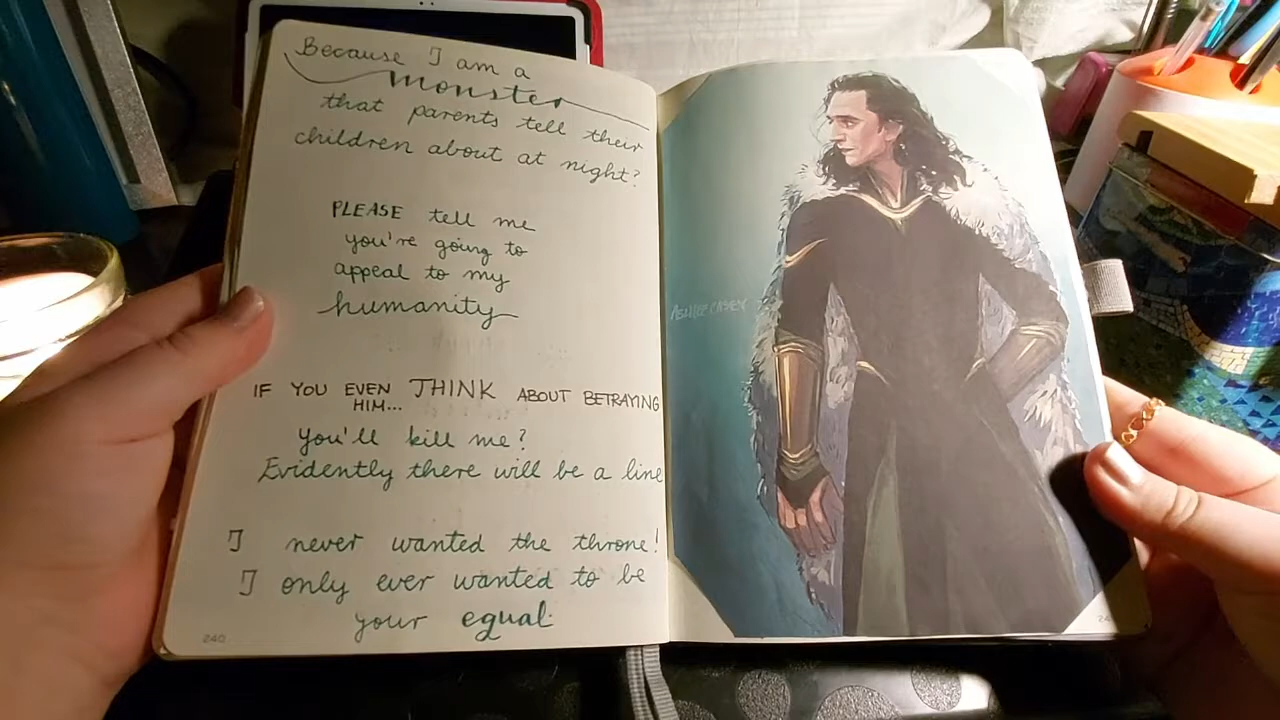 Because I am a
monster
that parents tell their
children about at night?
PLEASE tell me
you're going to
appeal to my
humanity
IF YOU EVEN THINK ABOUT BETRAYING
HIM...
You'll kill me?
Evidently there will be a line
I never wanted the throne!
I only ever wanted to be
your equal.
240